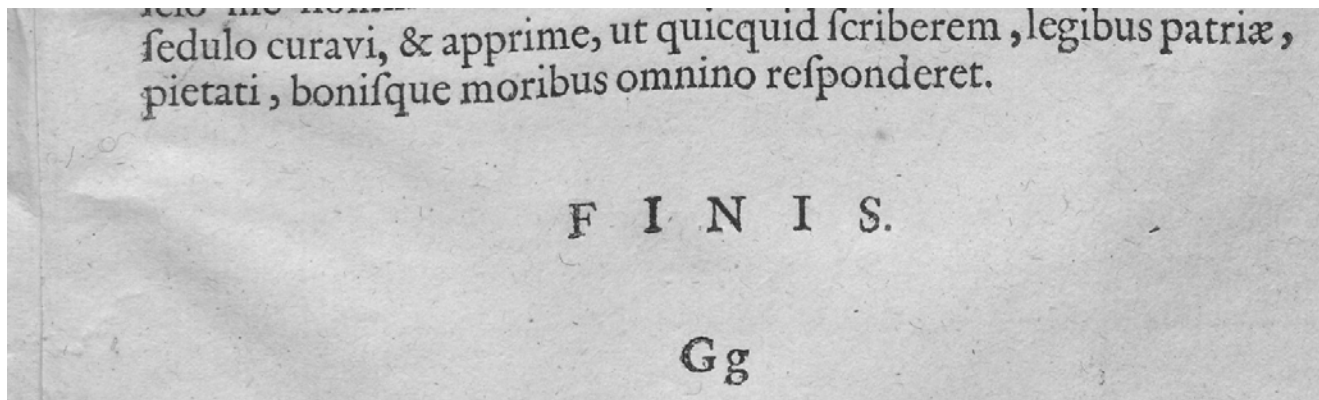 ſedulo curavi, & apprime, ut quicquid ſcriberem, legibus patriæ,
pietati, boniſque moribus omnino reſponderet.
F I N I S.
Gg